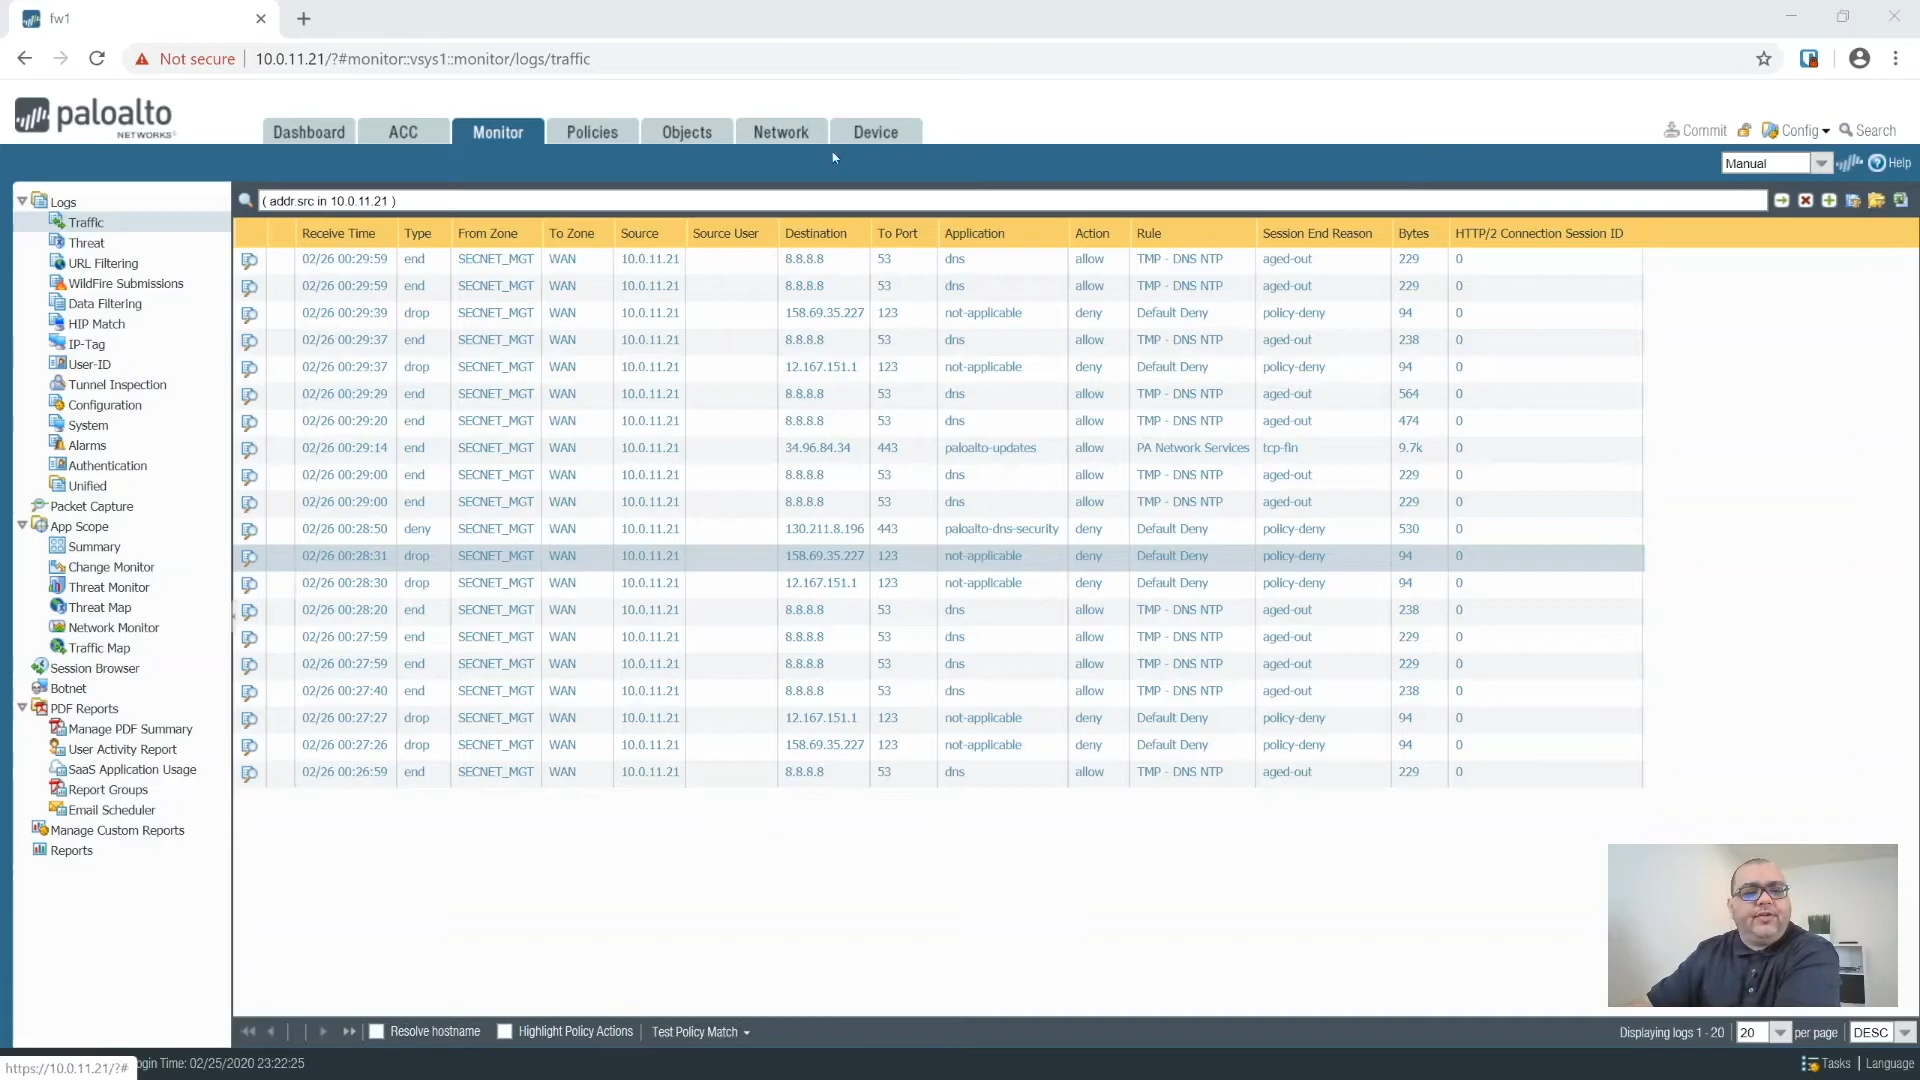 fw1
Not secure 10.0.11.21/?#monitor::vsys1::monitor/logs/traffic
paloalto
NETWORKS
Dashboard ACC Monitor Policies Objects Network Device
Commit Config Search
Manual Help
Logs
Traffic
Threat
URL Filtering
WildFire Submissions
Data Filtering
HIP Match
IP-Tag
User-ID
Tunnel Inspection
Configuration
System
Alarms
Authentication
Unified
Packet Capture
App Scope
Summary
Change Monitor
Threat Monitor
Threat Map
Network Monitor
Traffic Map
Session Browser
Botnet
PDF Reports
Manage PDF Summary
User Activity Report
SaaS Application Usage
Report Groups
Email Scheduler
Manage Custom Reports
Reports
( addr.src in 10.0.11.21 )
Receive Time Type From Zone To Zone Source Source User Destination To Port Application Action Rule Session End Reason Bytes HTTP/2 Connection Session ID
02/26 00:29:59 end SECNET_MGT WAN 10.0.11.21 8.8.8.8 53 dns allow TMP - DNS NTP aged-out 229 0
02/26 00:29:59 end SECNET_MGT WAN 10.0.11.21 8.8.8.8 53 dns allow TMP - DNS NTP aged-out 229 0
02/26 00:29:39 drop SECNET_MGT WAN 10.0.11.21 158.69.35.227 123 not-applicable deny Default Deny policy-deny 94 0
02/26 00:29:37 end SECNET_MGT WAN 10.0.11.21 8.8.8.8 53 dns allow TMP - DNS NTP aged-out 238 0
02/26 00:29:37 drop SECNET_MGT WAN 10.0.11.21 12.167.151.1 123 not-applicable deny Default Deny policy-deny 94 0
02/26 00:29:29 end SECNET_MGT WAN 10.0.11.21 8.8.8.8 53 dns allow TMP - DNS NTP aged-out 564 0
02/26 00:29:20 end SECNET_MGT WAN 10.0.11.21 8.8.8.8 53 dns allow TMP - DNS NTP aged-out 474 0
02/26 00:29:14 end SECNET_MGT WAN 10.0.11.21 34.96.84.34 443 paloalto-updates allow PA Network Services tcp-fin 9.7k 0
02/26 00:29:00 end SECNET_MGT WAN 10.0.11.21 8.8.8.8 53 dns allow TMP - DNS NTP aged-out 229 0
02/26 00:29:00 end SECNET_MGT WAN 10.0.11.21 8.8.8.8 53 dns allow TMP - DNS NTP aged-out 229 0
02/26 00:28:50 deny SECNET_MGT WAN 10.0.11.21 130.211.8.196 443 paloalto-dns-security deny Default Deny policy-deny 530 0
02/26 00:28:31 drop SECNET_MGT WAN 10.0.11.21 158.69.35.227 123 not-applicable deny Default Deny policy-deny 94 0
02/26 00:28:30 drop SECNET_MGT WAN 10.0.11.21 12.167.151.1 123 not-applicable deny Default Deny policy-deny 94 0
02/26 00:28:20 end SECNET_MGT WAN 10.0.11.21 8.8.8.8 53 dns allow TMP - DNS NTP aged-out 238 0
02/26 00:27:59 end SECNET_MGT WAN 10.0.11.21 8.8.8.8 53 dns allow TMP - DNS NTP aged-out 229 0
02/26 00:27:59 end SECNET_MGT WAN 10.0.11.21 8.8.8.8 53 dns allow TMP - DNS NTP aged-out 229 0
02/26 00:27:40 end SECNET_MGT WAN 10.0.11.21 8.8.8.8 53 dns allow TMP - DNS NTP aged-out 238 0
02/26 00:27:27 drop SECNET_MGT WAN 10.0.11.21 12.167.151.1 123 not-applicable deny Default Deny policy-deny 94 0
02/26 00:27:26 drop SECNET_MGT WAN 10.0.11.21 158.69.35.227 123 not-applicable deny Default Deny policy-deny 94 0
02/26 00:26:59 end SECNET_MGT WAN 10.0.11.21 8.8.8.8 53 dns allow TMP - DNS NTP aged-out 229 0
Resolve hostname Highlight Policy Actions Test Policy Match Displaying logs 1 - 20 20 per page DESC
https://10.0.11.21/?# ogin Time: 02/25/2020 23:22:25 Tasks | Language